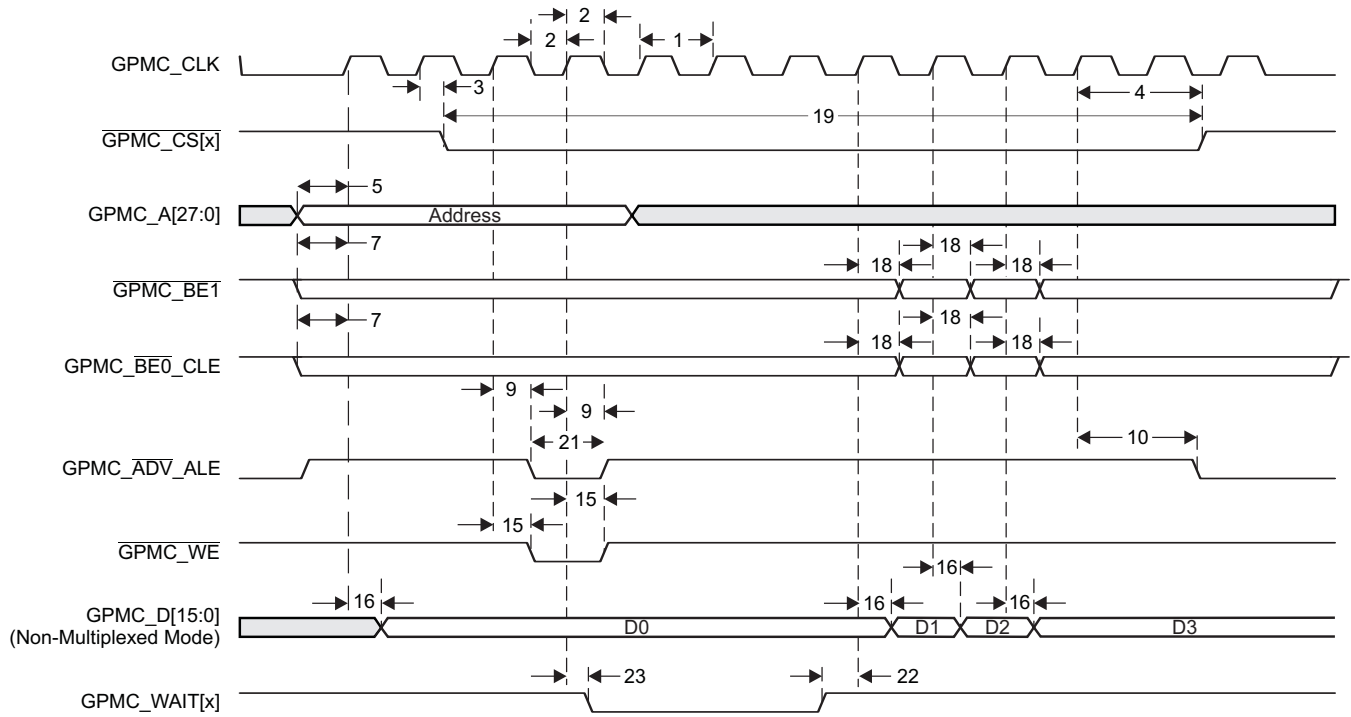 2
2
1
GPMC_CLK
3
4
19
GPMC_CS[x]
5
GPMC_A[27:0]
Address
7
18
18
18
GPMC_BE1
7
18
18
18
GPMC_BE0_CLE
9
9
21
10
GPMC_ADV_ALE
15
15
GPMC_WE
16
16
16
16
GPMC_D[15:0]
(Non-Multiplexed Mode)
D0
D1
D2
D3
23
22
GPMC_WAIT[x]